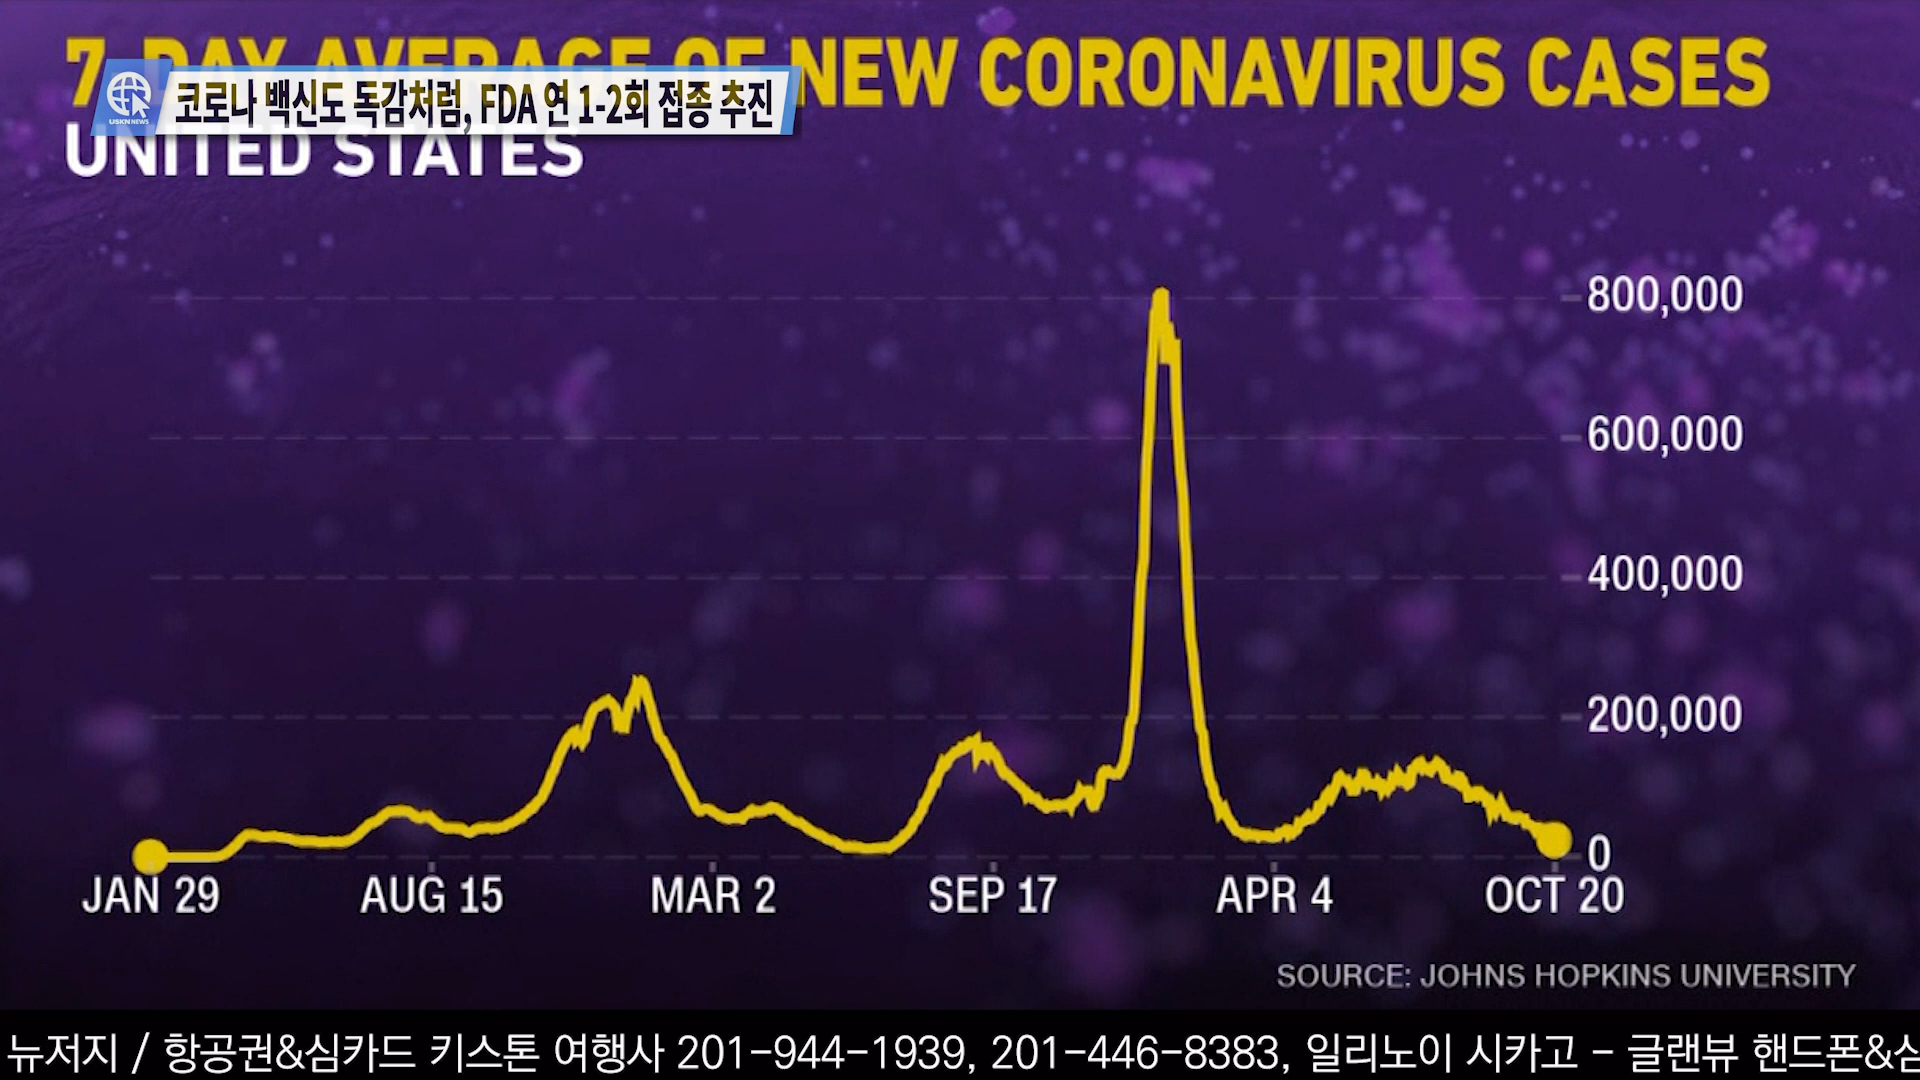 7-DAY AVERAGE OF NEW CORONAVIRUS CASES
USKN NEWS
코로나 백신도 독감처럼, FDA 연 1-2회 접종 추진
UNITED STATES
800,000
600,000
400,000
200,000
0
JAN 29 AUG 15 MAR 2 SEP 17 APR 4 OCT 20
SOURCE: JOHNS HOPKINS UNIVERSITY
뉴저지 / 항공권&심카드 키스톤 여행사 201-944-1939, 201-446-8383, 일리노이 시카고 - 글랜뷰 핸드폰&심